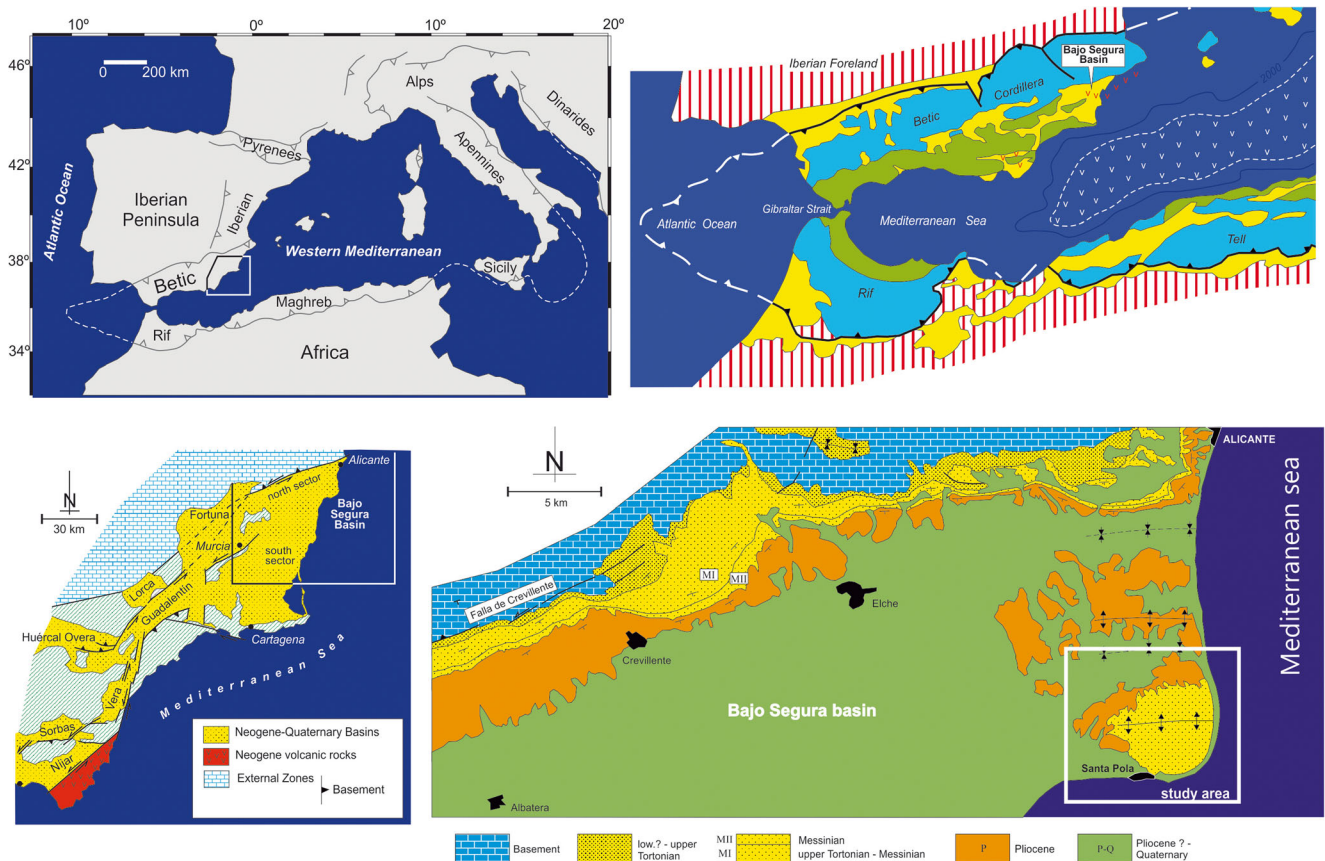 10º
0º
10º
20º
46º
42º
38º
34º
0
200 km
Alps
Dinarides
Apennines
Pyrenees
Atlantic Ocean
Iberian
Peninsula
Iberian
Western Mediterranean
Betic
Sicily
Maghreb
Rif
Africa
Iberian Foreland
Bajo Segura
Basin
Cordillera
Betic
2000
Atlantic Ocean
Gibraltar Strait
Mediterranean Sea
Rif
Tell
N
30 km
Alicante
north sector
Bajo
Segura
Basin
Fortuna
Murcia
south
sector
Lorca
Guadalentín
Huércal Overa
Cartagena
Vera
Mediterranean Sea
Sorbas
Níjar
Neogene-Quaternary Basins
Neogene volcanic rocks
External Zones
Basement
N
5 km
ALICANTE
Mediterranean sea
MI
MII
Falla de Crevillente
Elche
Crevillente
Bajo Segura basin
Santa Pola
study area
Albatera
Basement
low.? - upper
Tortonian
MII
MI
Messinian
upper Tortonian - Messinian
P
Pliocene
P-Q
Pliocene ? -
Quaternary